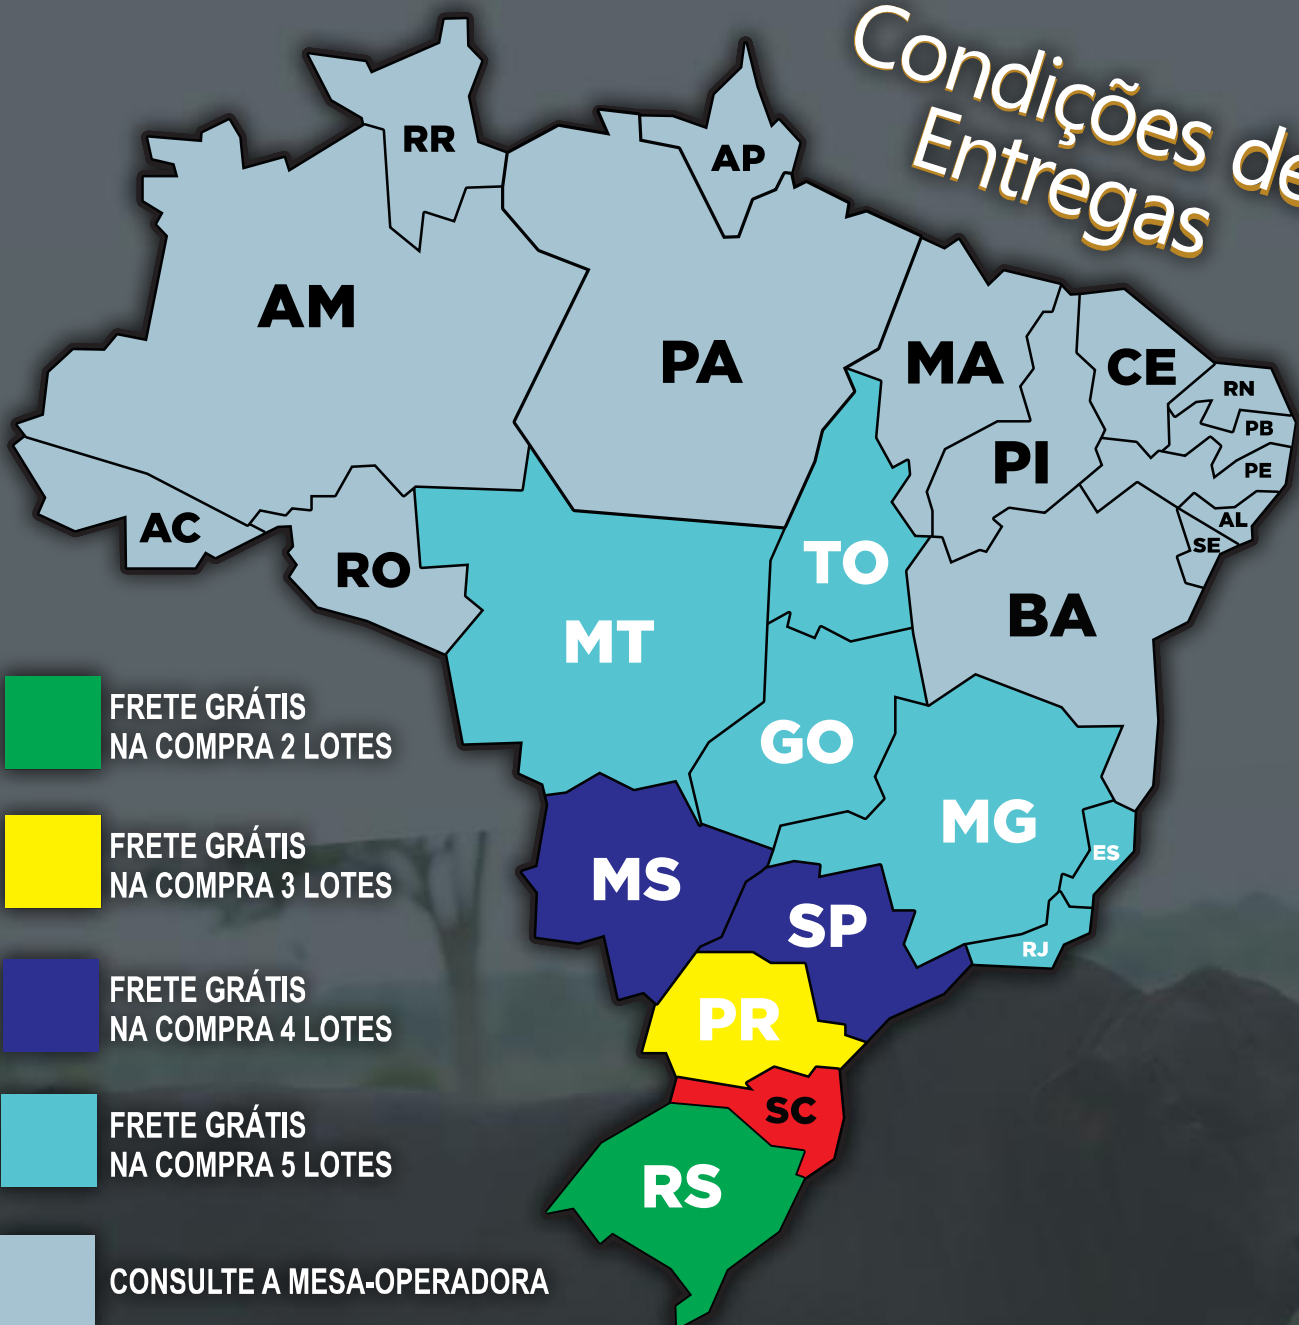 Condições de
Entregas
RR
AP
AM
PA
MA
CE
RN
PB
PE
AL
SE
PI
AC
RO
TO
BA
MT
GO
MG
ES
RJ
MS
SP
PR
SC
RS
FRETE GRÁTIS
NA COMPRA 2 LOTES
FRETE GRÁTIS
NA COMPRA 3 LOTES
FRETE GRÁTIS
NA COMPRA 4 LOTES
FRETE GRÁTIS
NA COMPRA 5 LOTES
CONSULTE A MESA-OPERADORA